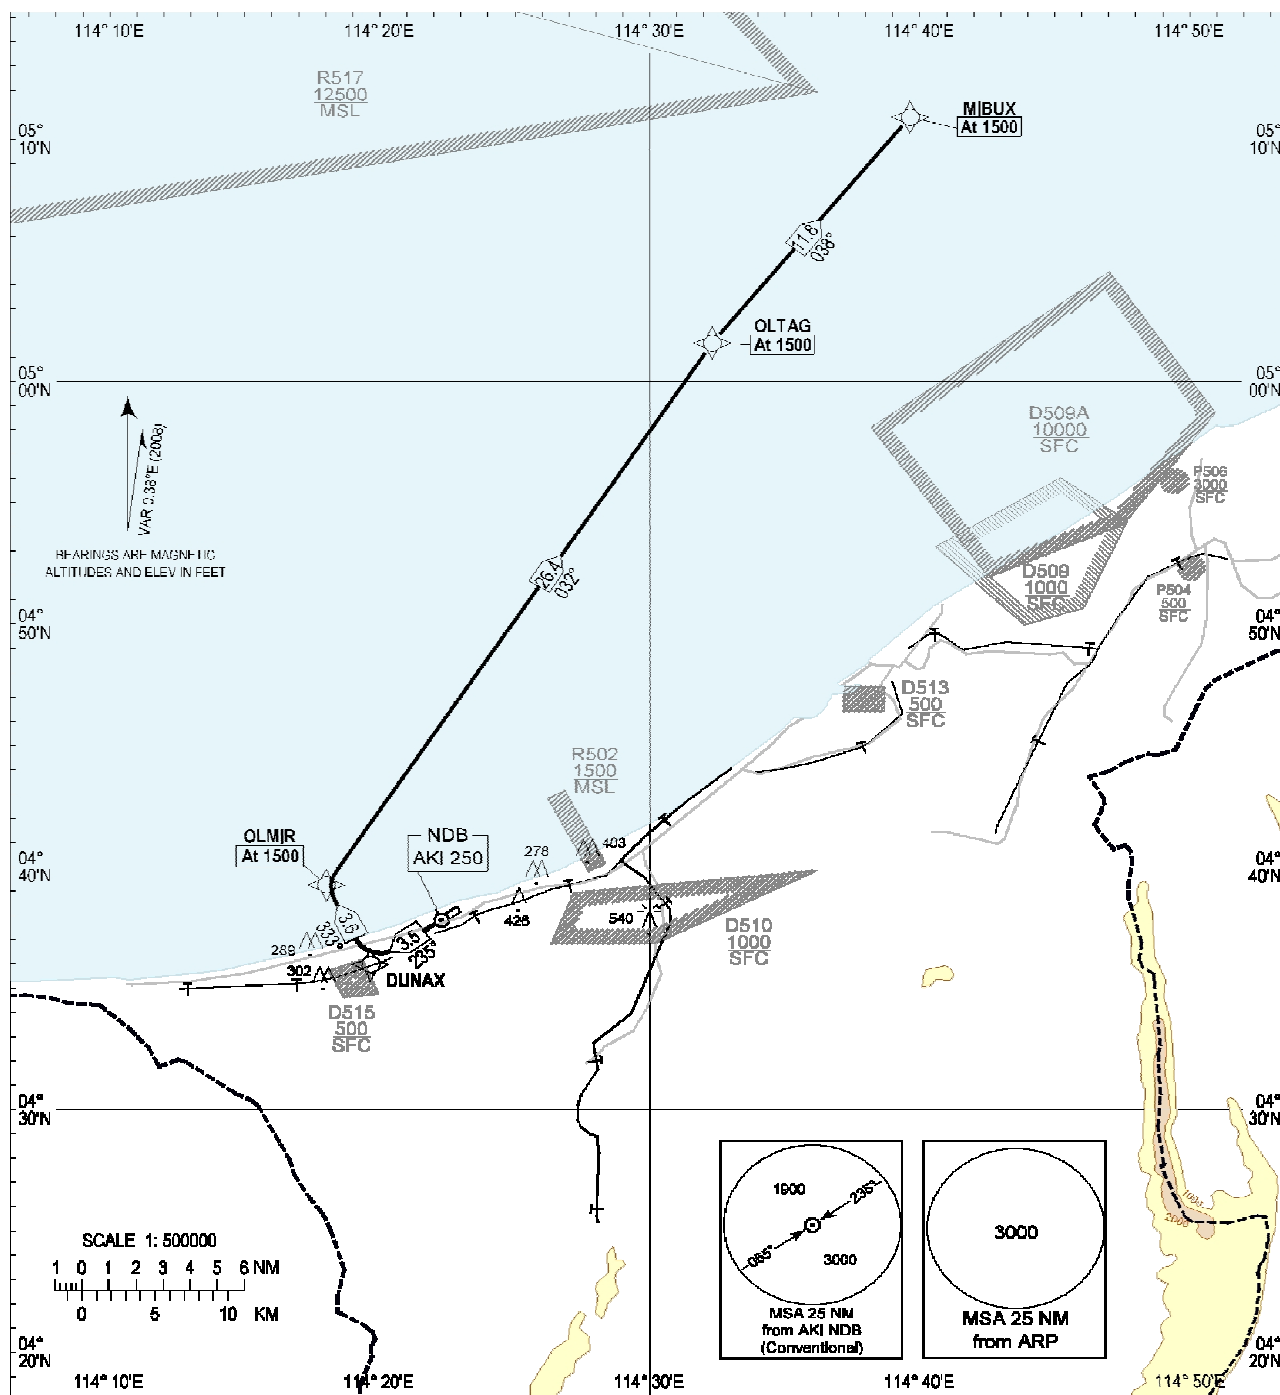 114° 10'E
114° 20'E
114° 30'E
114° 40'E
114° 50'E
R517
12500
MSL
MIBUX
At 1500
05°
10'N
05°
10'N
11.8
038°
OLTAG
At 1500
05°
00'N
05°
00'N
D509A
10000
SFC
VAR 0.38°E (2008)
P506
3000
SFC
BEARINGS ARE MAGNETIC
ALTITUDES AND ELEV IN FEET
26.4
032°
D509
1000
SFC
P504
500
SFC
04°
50'N
04°
50'N
D513
500
SFC
R502
1500
MSL
OLMIR
At 1500
NDB
AKI 250
278
403
04°
40'N
04°
40'N
3.6
333°
428
540
D510
1000
SFC
3.5
235°
289
302
DUNAX
D515
500
SFC
04°
30'N
04°
30'N
1900
235°
055°
3000
MSA 25 NM
from AKI NDB
(Conventional)
3000
MSA 25 NM
from ARP
2000
SCALE 1: 500000
1 0 1 2 3 4 5 6 NM
0 5 10 KM
04°
20'N
04°
20'N
114° 10'E
114° 20'E
114° 30'E
114° 40'E
114° 50'E